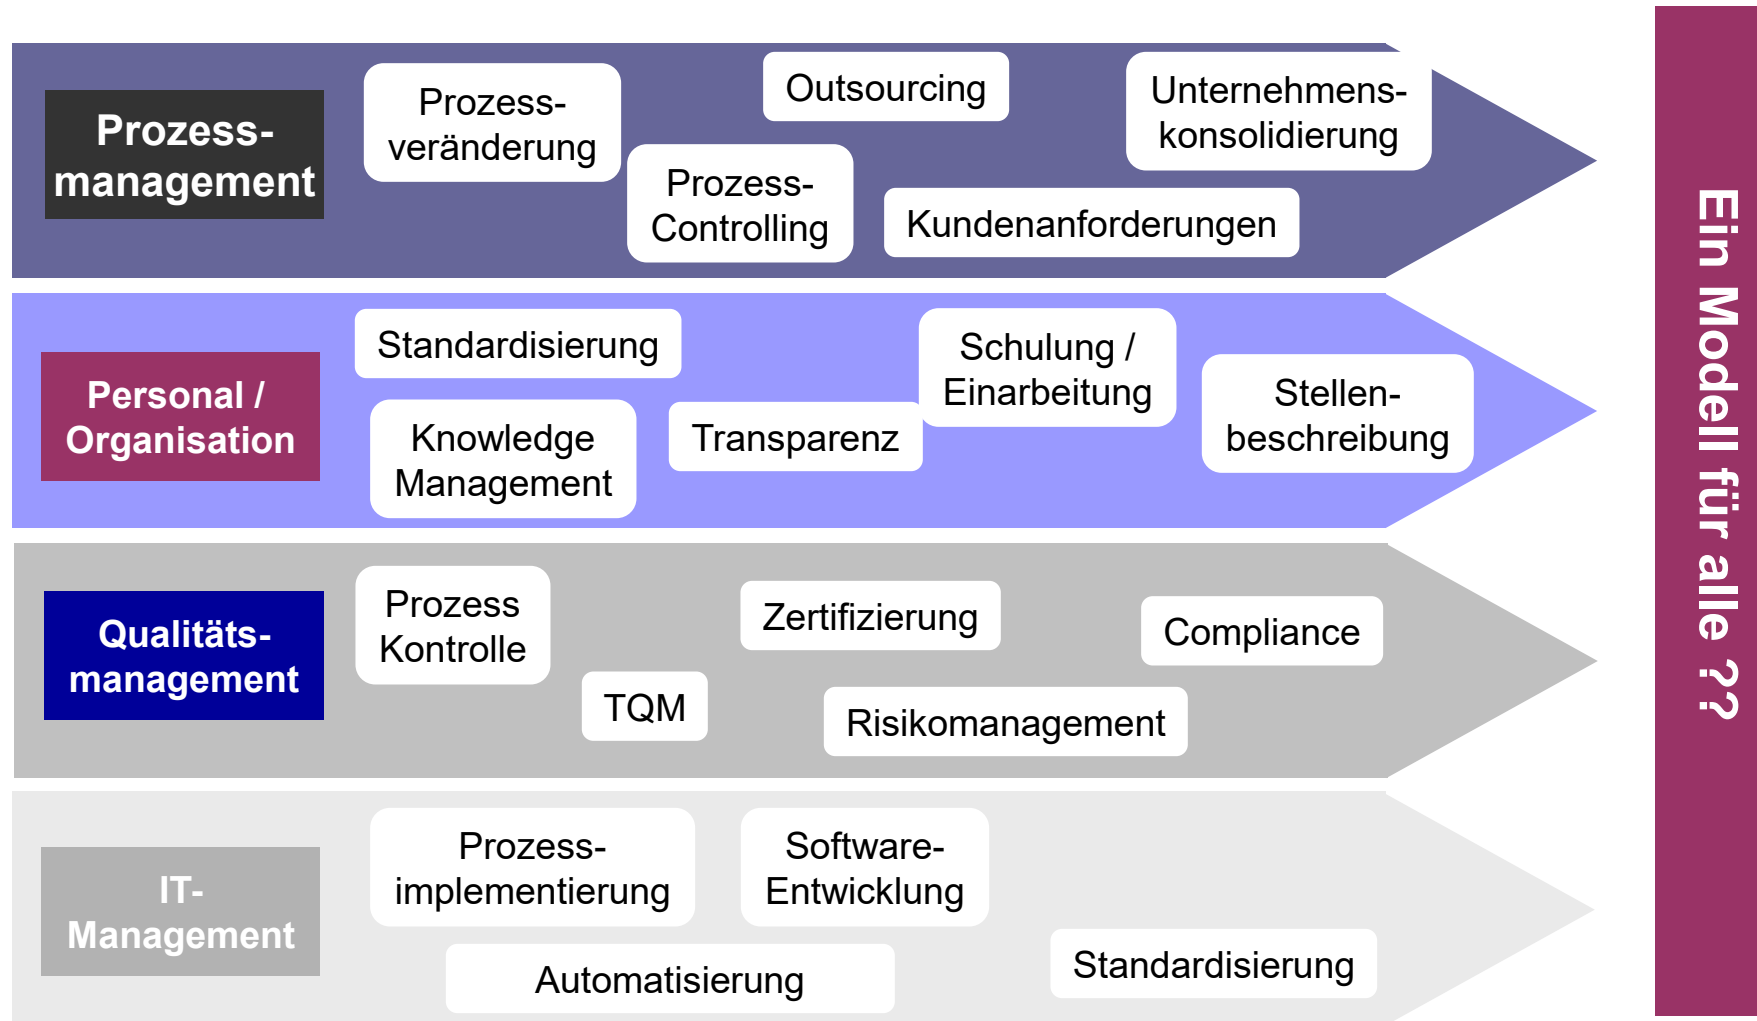 Prozess-
management
Prozess-
veränderung
Prozess-
Controlling
Outsourcing
Kundenanforderungen
Unternehmens-
konsolidierung
Personal /
Organisation
Standardisierung
Knowledge
Management
Transparenz
Schulung /
Einarbeitung
Stellen-
beschreibung
Qualitäts-
management
Prozess
Kontrolle
TQM
Zertifizierung
Risikomanagement
Compliance
IT-
Management
Prozess-
implementierung
Software-
Entwicklung
Automatisierung
Standardisierung
Ein Modell für alle ??